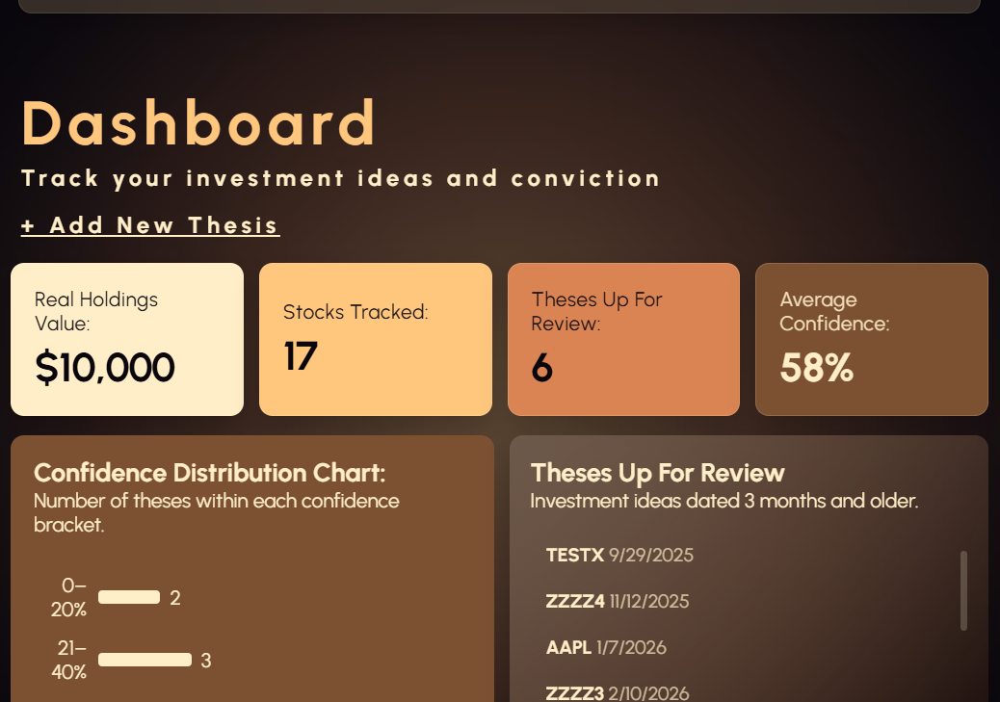 Dashboard
Track your investment ideas and conviction
+ Add New Thesis
Real Holdings
Value:
$10,000
Stocks Tracked:
17
Theses Up For
Review:
6
Average
Confidence:
58%
Confidence Distribution Chart:
Number of theses within each confidence
bracket.
0–
20%
2
21–
40%
3
Theses Up For Review
Investment ideas dated 3 months and older.
TESTX 9/29/2025
ZZZZ4 11/12/2025
AAPL 1/7/2026
ZZZZ3 2/10/2026